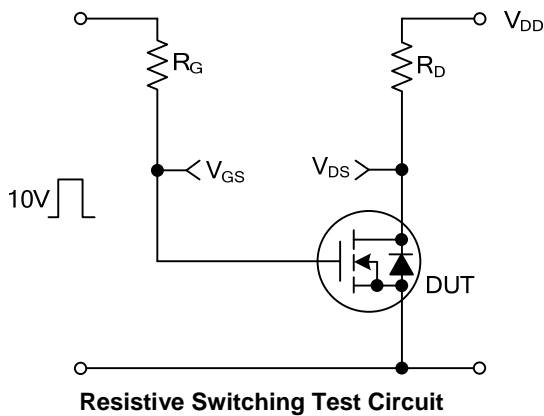 V_DD
R_G
R_D
V_GS
V_DS
10V
DUT
Resistive Switching Test Circuit